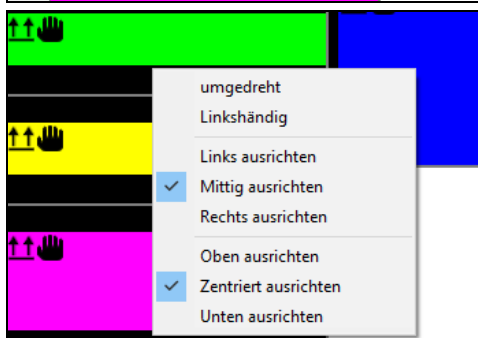 umgedreht
Linkshändig
Links ausrichten
Mittig ausrichten
Rechts ausrichten
Oben ausrichten
Zentriert ausrichten
Unten ausrichten